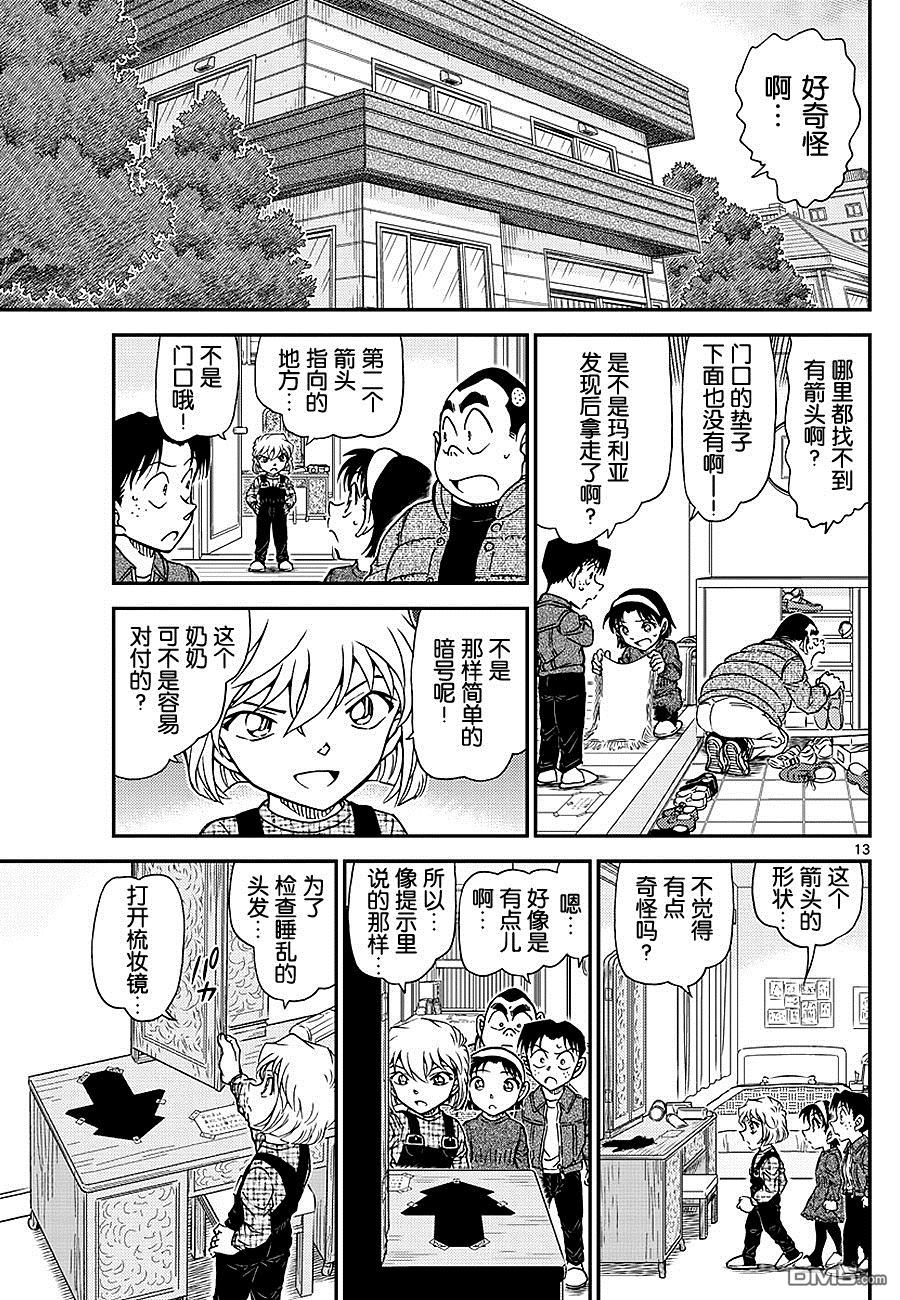 好奇怪
啊…
哪里都找不到
有箭头啊?
门口的垫子
下面也没有啊——
是不是玛利亚
发现后拿走了啊?
第二个
箭头
指向的
地方…
不是
门口哦!
不是
那样简单的
暗号呢!
这个
奶奶
可不是容易
对付的?
13
这个
箭头的
形状…
不觉得
有点
奇怪吗?
嗯…
好像是
有点儿
啊…
所以…
像提示里
说的那样
为了
检查睡乱的
头发…
打开梳妆镜…